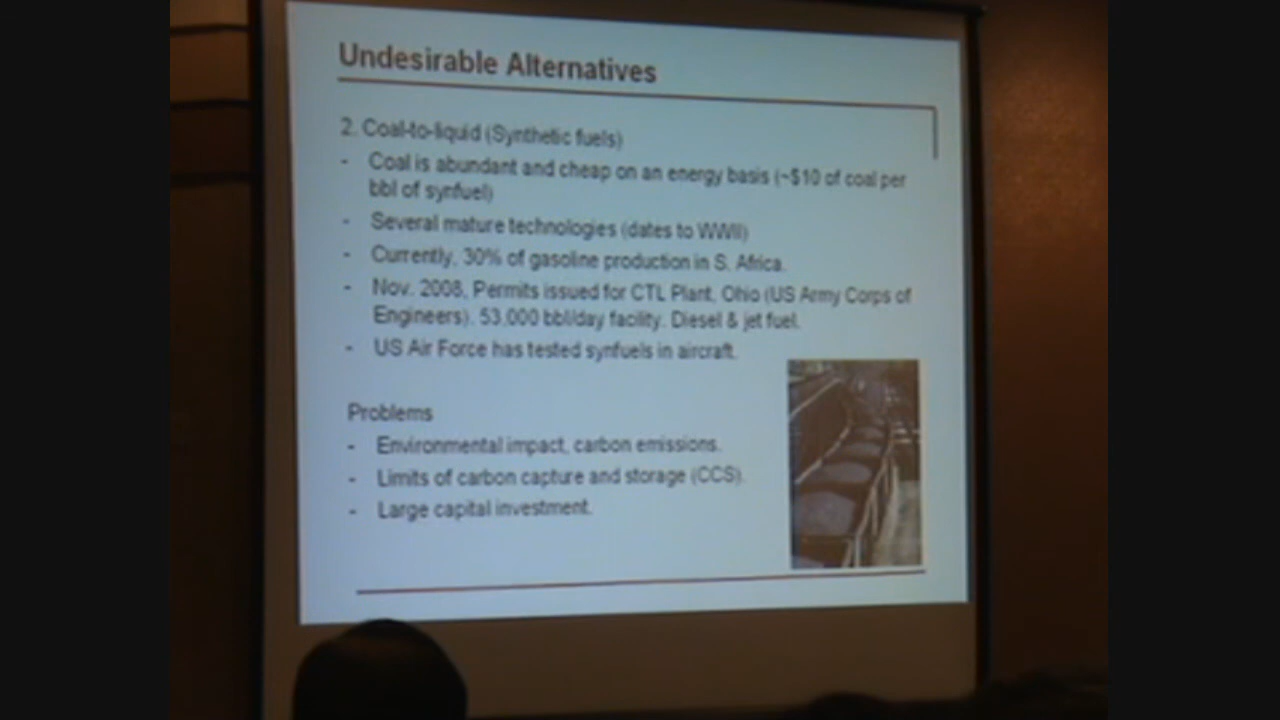 Undesirable Alternatives
2. Coal-to-liquid (Synthetic fuels)
- Coal is abundant and cheap on an energy basis (~$10 of coal per
bbl of synfuel)
- Several mature technologies (dates to WWII)
- Currently, 30% of gasoline production in S. Africa.
- Nov. 2008, Permits issued for CTL Plant, Ohio (US Army Corps of
Engineers). 53,000 bbl/day facility. Diesel & jet fuel.
- US Air Force has tested synfuels in aircraft.
Problems
- Environmental impact, carbon emissions.
- Limits of carbon capture and storage (CCS).
- Large capital investment.